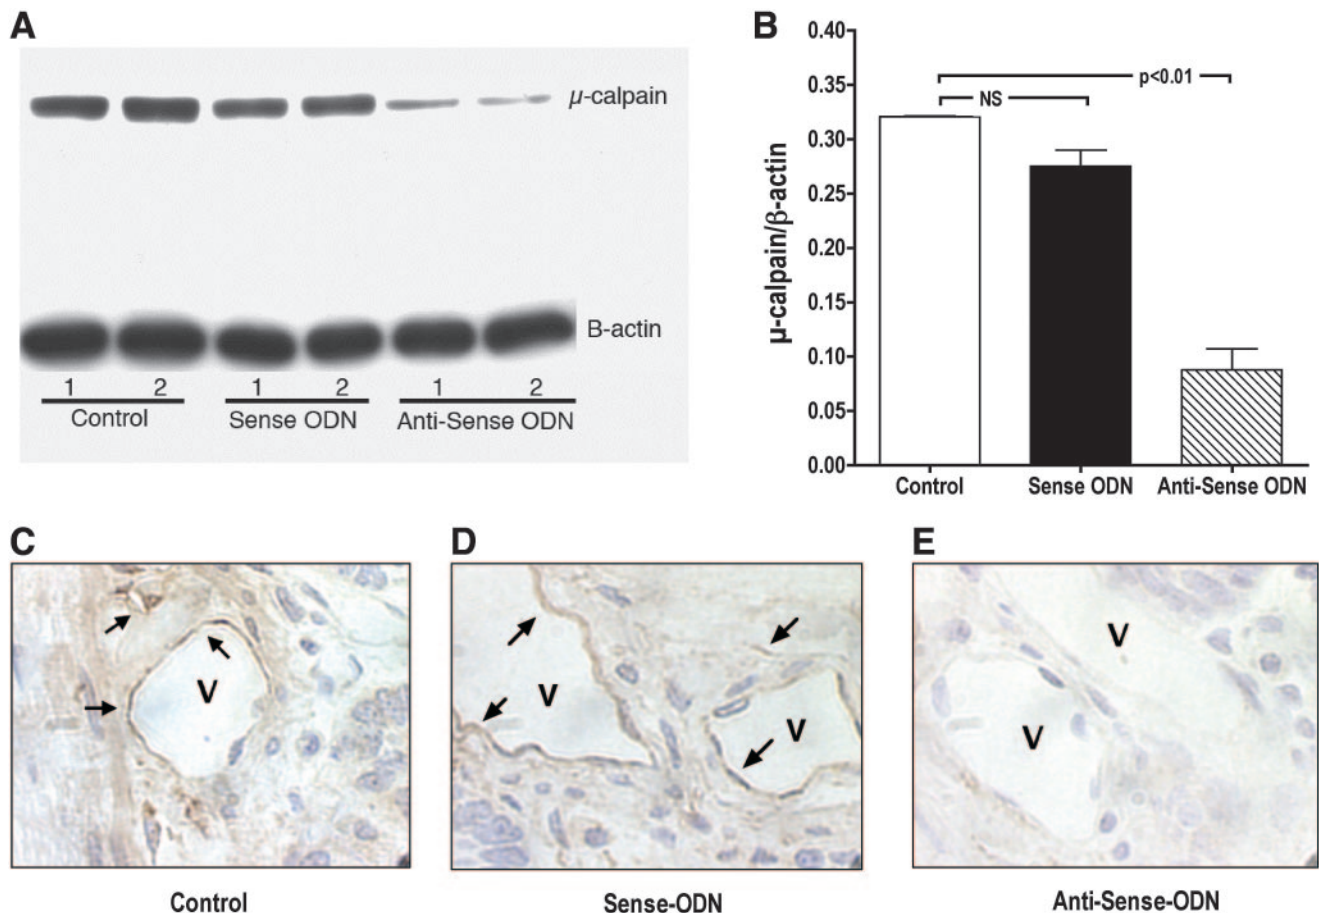 A
μ-calpain
B-actin
1 2 1 2 1 2
Control Sense ODN Anti-Sense ODN
B
μ-calpain/β-actin
0.40
0.35
0.30
0.25
0.20
0.15
0.10
0.05
0.00
p<0.01
NS
Control Sense ODN Anti-Sense ODN
C
V
Control
D
V
V
Sense-ODN
E
V
V
Anti-Sense-ODN